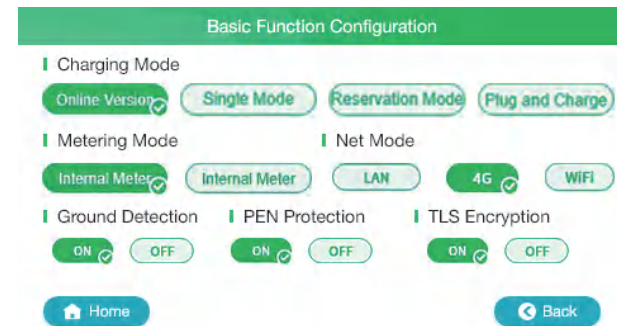 Basic Function Configuration
Charging Mode
Online Version Single Mode Reservation Mode Plug and Charge
Metering Mode Net Mode
Internal Meter Internal Meter LAN 4G WiFi
Ground Detection PEN Protection TLS Encryption
ON OFF ON OFF ON OFF
Home Back